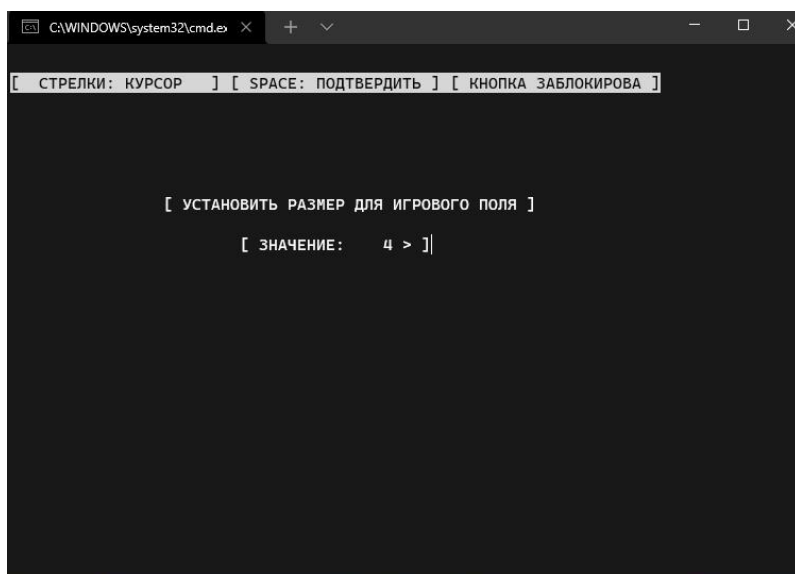 C:\WINDOWS\system32\cmd.e
[ СТРЕЛКИ: КУРСОР ] [ SPACE: ПОДТВЕРДИТЬ ] [ КНОПКА ЗАБЛОКИРОВА ]
[ УСТАНОВИТЬ РАЗМЕР ДЛЯ ИГРОВОГО ПОЛЯ ]
[ ЗНАЧЕНИЕ: 4 > ]